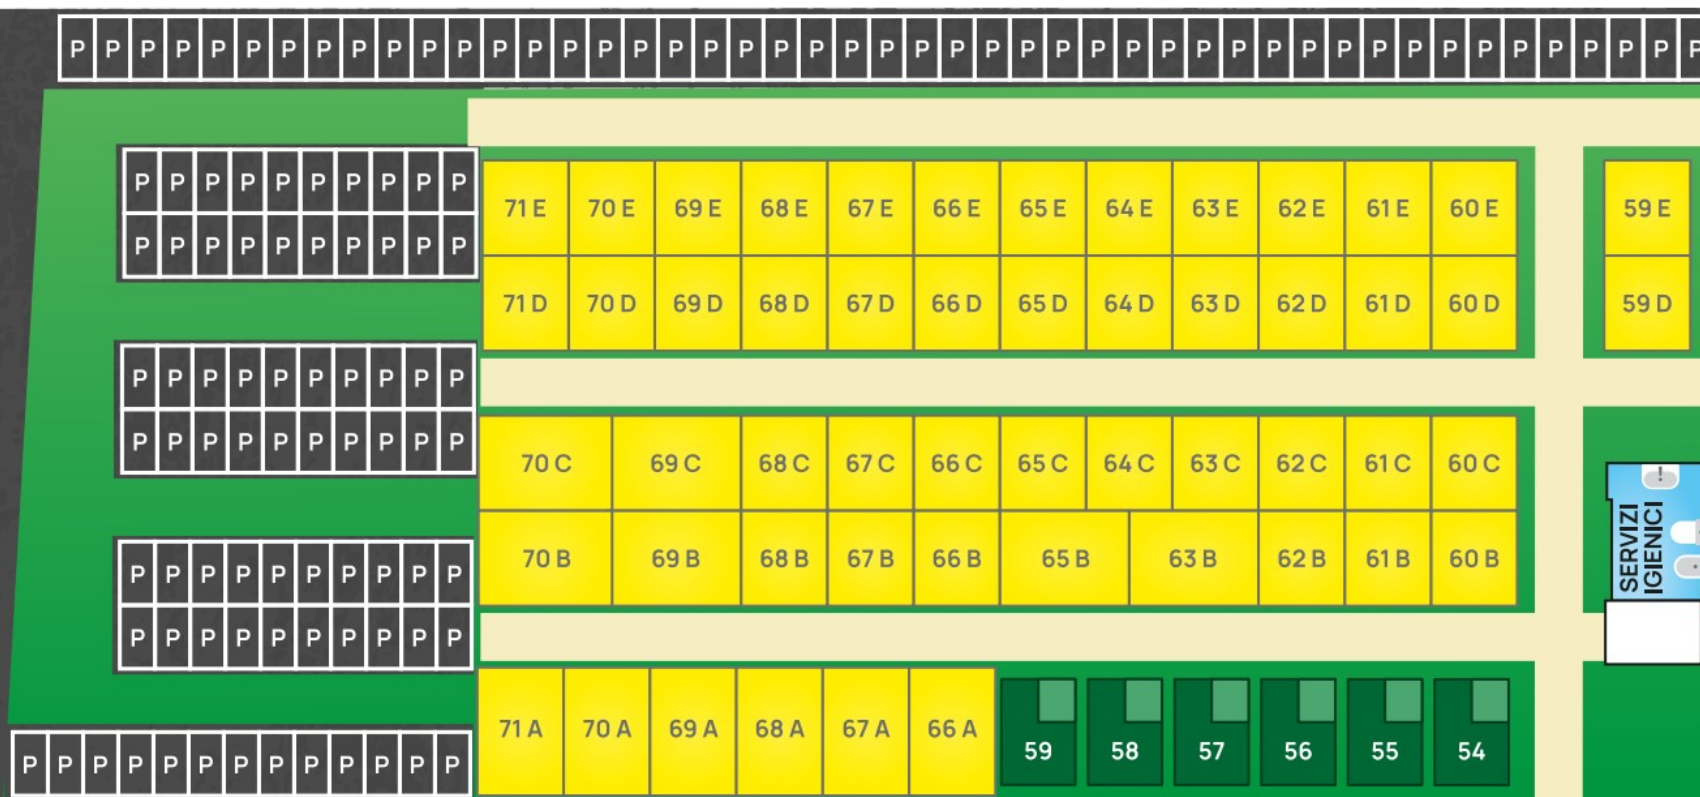 P P P P P P P P P P P P P P P P P P P P P P P P P P P P P P P P P P P P P P P P P P P P P P P
P P P P P P P P P P
P P P P P P P P P P
71 E 70 E 69 E 68 E 67 E 66 E 65 E 64 E 63 E 62 E 61 E 60 E 59 E
71 D 70 D 69 D 68 D 67 D 66 D 65 D 64 D 63 D 62 D 61 D 60 D 59 D
P P P P P P P P P P
P P P P P P P P P P
70 C 69 C 68 C 67 C 66 C 65 C 64 C 63 C 62 C 61 C 60 C
70 B 69 B 68 B 67 B 66 B 65 B 63 B 62 B 61 B 60 B
SERVIZI
IGIENICI
P P P P P P P P P P
P P P P P P P P P P
71 A 70 A 69 A 68 A 67 A 66 A 59 58 57 56 55 54
P P P P P P P P P P P P P